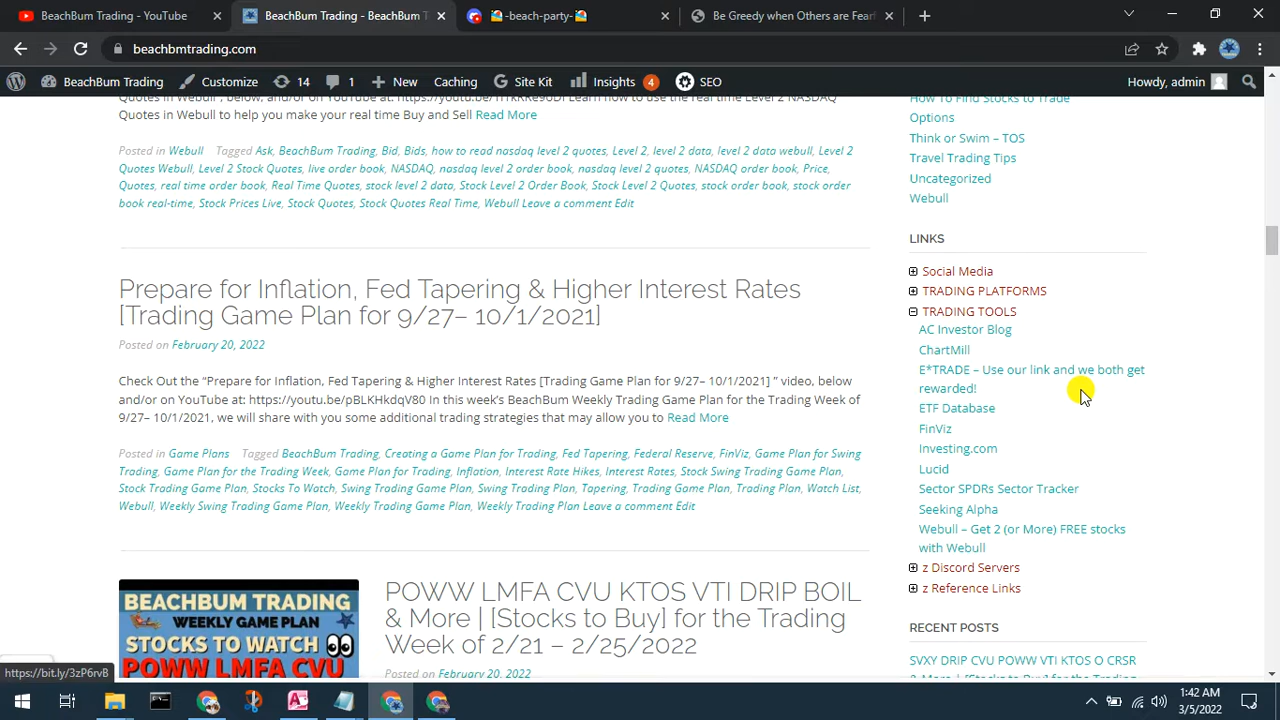 BeachBum Trading - YouTube
BeachBum Trading - BeachBum T
-beach-party-
Be Greedy when Others are Fearf
beachbmtrading.com
BeachBum Trading
Customize
14
1
New
Caching
Site Kit
Insights 4
SEO
Howdy, admin
Quotes in Webull", below, and/or on YouTube at: https://youtu.be/TTkKRe9oDI Learn how to use the real time Level 2 NASDAQ
Quotes in Webull to help you make your real time Buy and Sell Read More
Posted in Webull Tagged Ask, BeachBum Trading, Bid, Bids, how to read nasdaq level 2 quotes, Level 2, level 2 data, level 2 data webull, Level 2
Quotes Webull, Level 2 Stock Quotes, live order book, NASDAQ, nasdaq level 2 order book, nasdaq level 2 quotes, NASDAQ order book, Price,
Quotes, real time order book, Real Time Quotes, stock level 2 data, Stock Level 2 Order Book, Stock Level 2 Quotes, stock order book, stock order
book real-time, Stock Prices Live, Stock Quotes, Stock Quotes Real Time, Webull Leave a comment Edit
Prepare for Inflation, Fed Tapering & Higher Interest Rates
[Trading Game Plan for 9/27– 10/1/2021]
Posted on February 20, 2022
Check Out the "Prepare for Inflation, Fed Tapering & Higher Interest Rates [Trading Game Plan for 9/27– 10/1/2021] " video, below
and/or on YouTube at: https://youtu.be/pBLKHkdqV80 In this week's BeachBum Weekly Trading Game Plan for the Trading Week of
9/27– 10/1/2021, we will share with you some additional trading strategies that may allow you to Read More
Posted in Game Plans Tagged BeachBum Trading, Creating a Game Plan for Trading, Fed Tapering, Federal Reserve, FinViz, Game Plan for Swing
Trading, Game Plan for the Trading Week, Game Plan for Trading, Inflation, Interest Rate Hikes, Interest Rates, Stock Swing Trading Game Plan,
Stock Trading Game Plan, Stocks To Watch, Swing Trading Game Plan, Swing Trading Plan, Tapering, Trading Game Plan, Trading Plan, Watch List,
Webull, Weekly Swing Trading Game Plan, Weekly Trading Game Plan, Weekly Trading Plan Leave a comment Edit
BEACHBUM TRADING
WEEKLY GAME PLAN
STOCKS TO WATCH
POWW LMFA CVU
POWW LMFA CVU KTOS VTI DRIP BOIL
& More | [Stocks to Buy] for the Trading
Week of 2/21 – 2/25/2022
Posted on February 20, 2022
How To Find Stocks to Trade
Options
Think or Swim – TOS
Travel Trading Tips
Uncategorized
Webull
LINKS
Social Media
TRADING PLATFORMS
TRADING TOOLS
AC Investor Blog
ChartMill
E*TRADE – Use our link and we both get
rewarded!
ETF Database
FinViz
Investing.com
Lucid
Sector SPDRs Sector Tracker
Seeking Alpha
Webull – Get 2 (or More) FREE stocks
with Webull
z Discord Servers
z Reference Links
RECENT POSTS
SVXY DRIP CVU POWW VTI KTOS O CRSR
& More | [Stocks to Buy] for the Trading
https://bit.ly/3zP6rvB
1:42 AM
3/5/2022